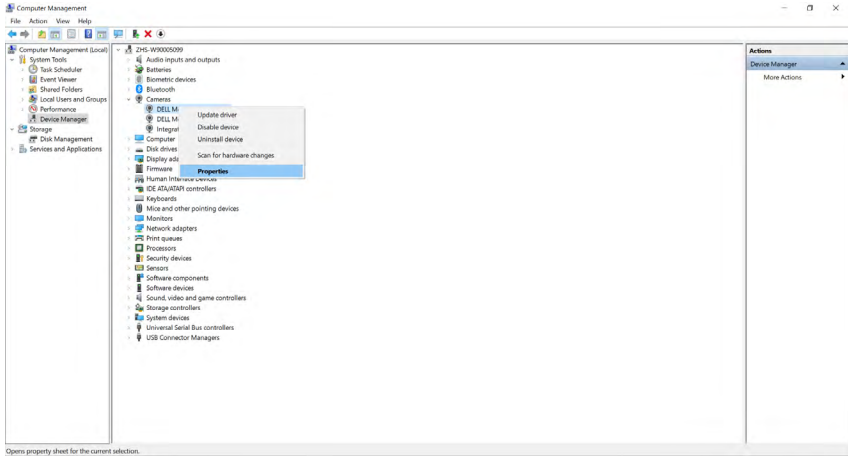 Computer Management
File Action View Help
Computer Management (Local)
System Tools
Task Scheduler
Event Viewer
Shared Folders
Local Users and Groups
Performance
Device Manager
Storage
Disk Management
Services and Applications
ZHS-W90005099
Audio inputs and outputs
Batteries
Biometric devices
Bluetooth
Cameras
DELL M
DELL M
Integrat
Computer
Disk drives
Display ada
Firmware
Human Interface Devices
IDE ATA/ATAPI controllers
Keyboards
Mice and other pointing devices
Monitors
Network adapters
Print queues
Processors
Security devices
Sensors
Software components
Software devices
Sound, video and game controllers
Storage controllers
System devices
Universal Serial Bus controllers
USB Connector Managers
Update driver
Disable device
Uninstall device
Scan for hardware changes
Properties
Actions
Device Manager
More Actions
Opens property sheet for the current selection.